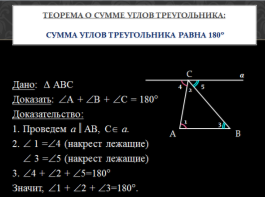 ТЕОРЕМА О СУММЕ УГЛОВ ТРЕУГОЛЬНИКА:
СУММА УГЛОВ ТРЕУГОЛЬНИКА РАВНА 180°
Дано: Δ ABC
Доказать: ∠A + ∠B + ∠C = 180°
Доказательство:
1. Проведем a ∥ AB, C∈ a.
2. ∠ 1 =∠4 (накрест лежащие)
∠ 3 =∠5 (накрест лежащие)
3. ∠4 + ∠2 + ∠5=180°
Значит, ∠1 + ∠2 + ∠3=180°.
C
a
4 2 5
1 3
A B